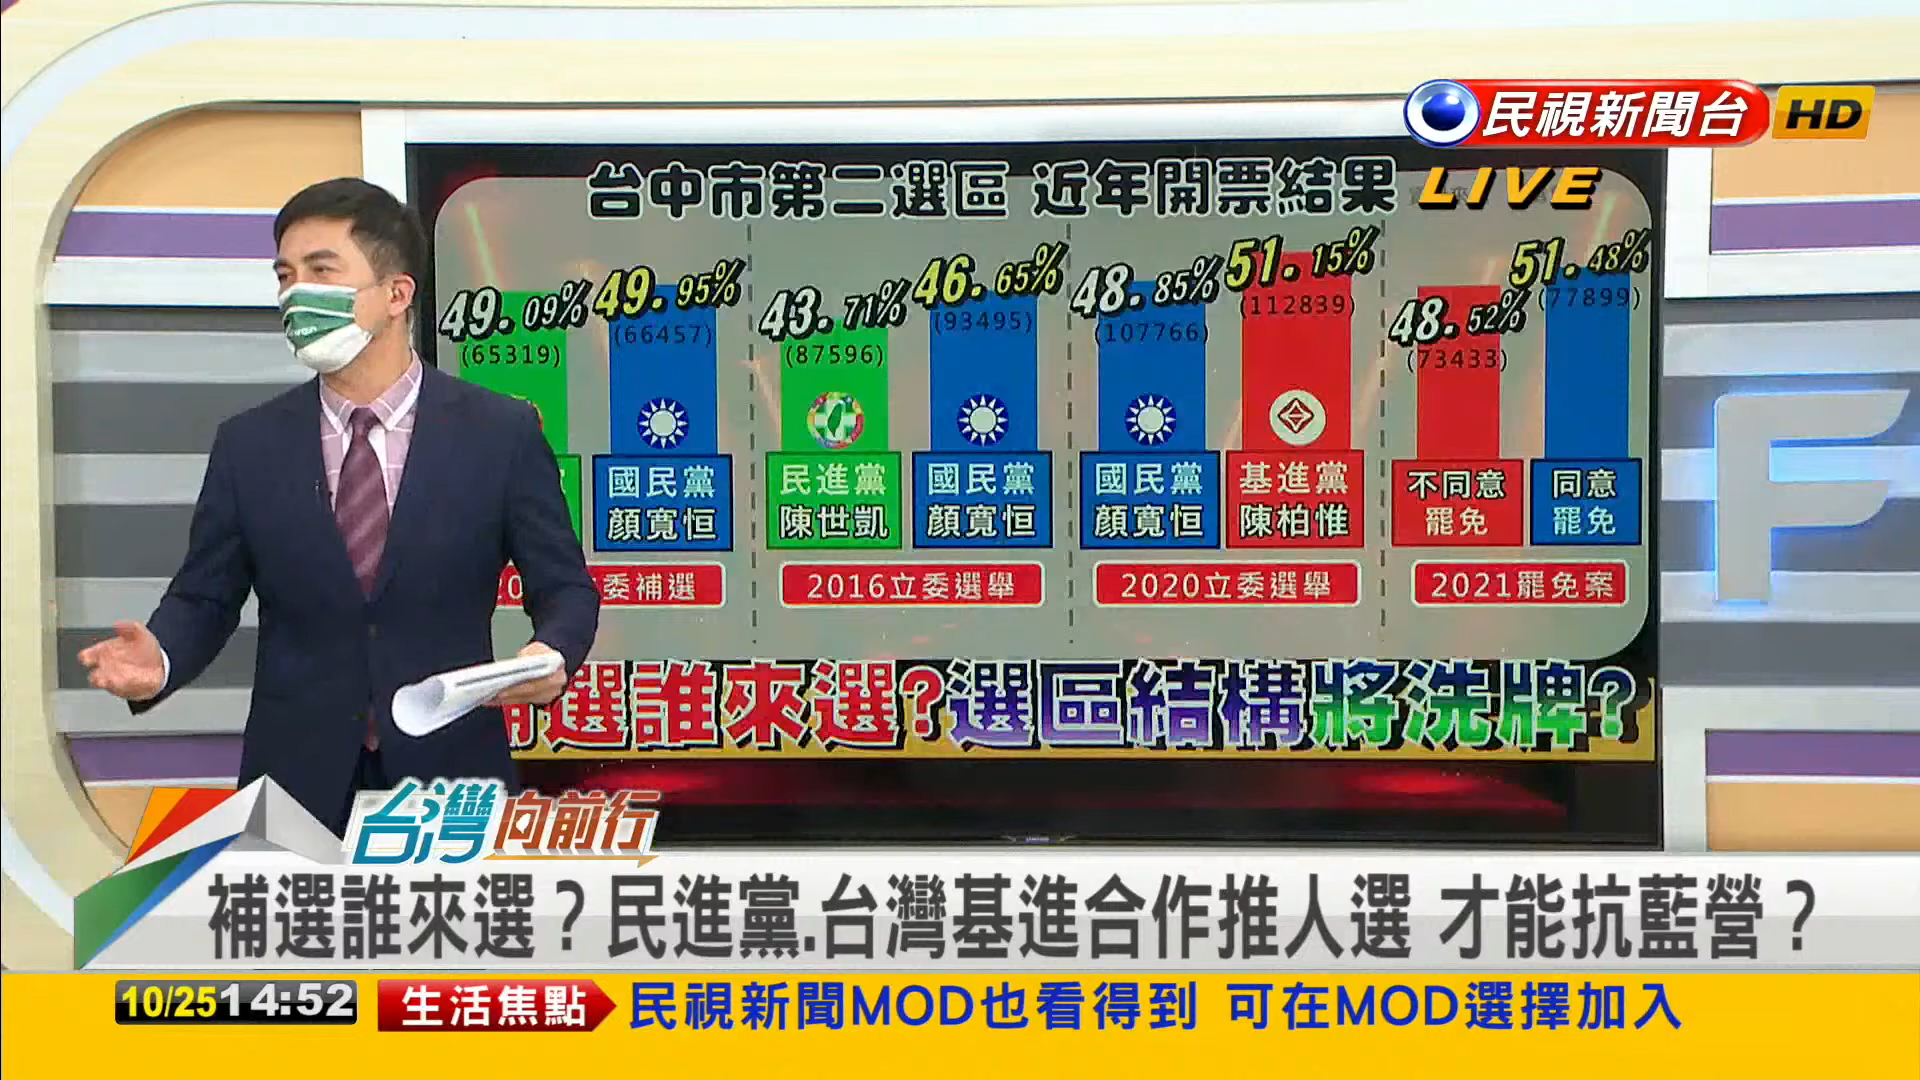 民視新聞台 HD
LIVE
台中市第二選區 近年開票結果
49.09% 49.95% 43.71% 46.65% 48.85% 51.15% 48.52% 51.48%
(65319) (66457) (87596) (93495) (107766) (112839) (73433) (77899)
國民黨 民進黨 國民黨 國民黨 基進黨 不同意 同意
顏寬恒 陳世凱 顏寬恒 顏寬恒 陳柏惟 罷免 罷免
委補選 2016立委選舉 2020立委選舉 2021罷免案
選誰來選?選區結構將洗牌?
台灣向前行
補選誰來選？民進黨.台灣基進合作推人選 才能抗藍營？
10/25 14:52 生活焦點 民視新聞MOD也看得到 可在MOD選擇加入